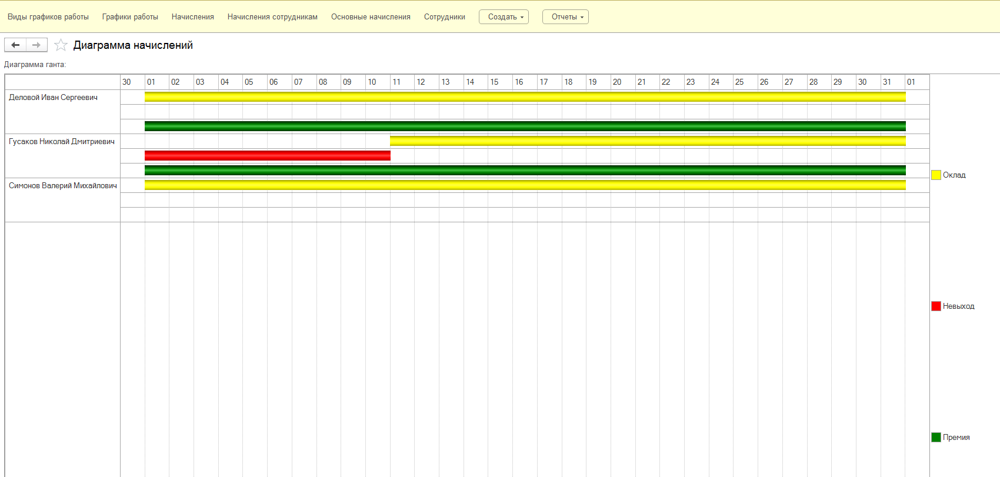 Виды графиков работы Графики работы Начисления Начисления сотрудникам Основные начисления Сотрудники Создать Отчеты
Диаграмма начислений
Диаграмма ганта:
30 01 02 03 04 05 06 07 08 09 10 11 12 13 14 15 16 17 18 19 20 21 22 23 24 25 26 27 28 29 30 31 01
Деловой Иван Сергеевич
Гусаков Николай Дмитриевич
Симонов Валерий Михайлович
Оклад
Невыход
Премия